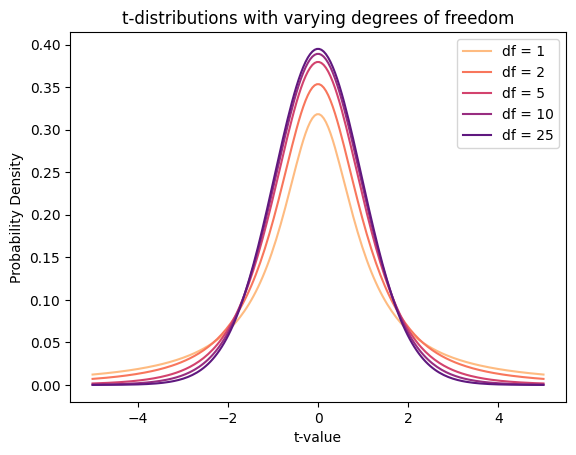 t-distributions with varying degrees of freedom
df = 1
df = 2
df = 5
df = 10
df = 25
Probability Density
0.40
0.35
0.30
0.25
0.20
0.15
0.10
0.05
0.00
−4
−2
0
2
4
t-value